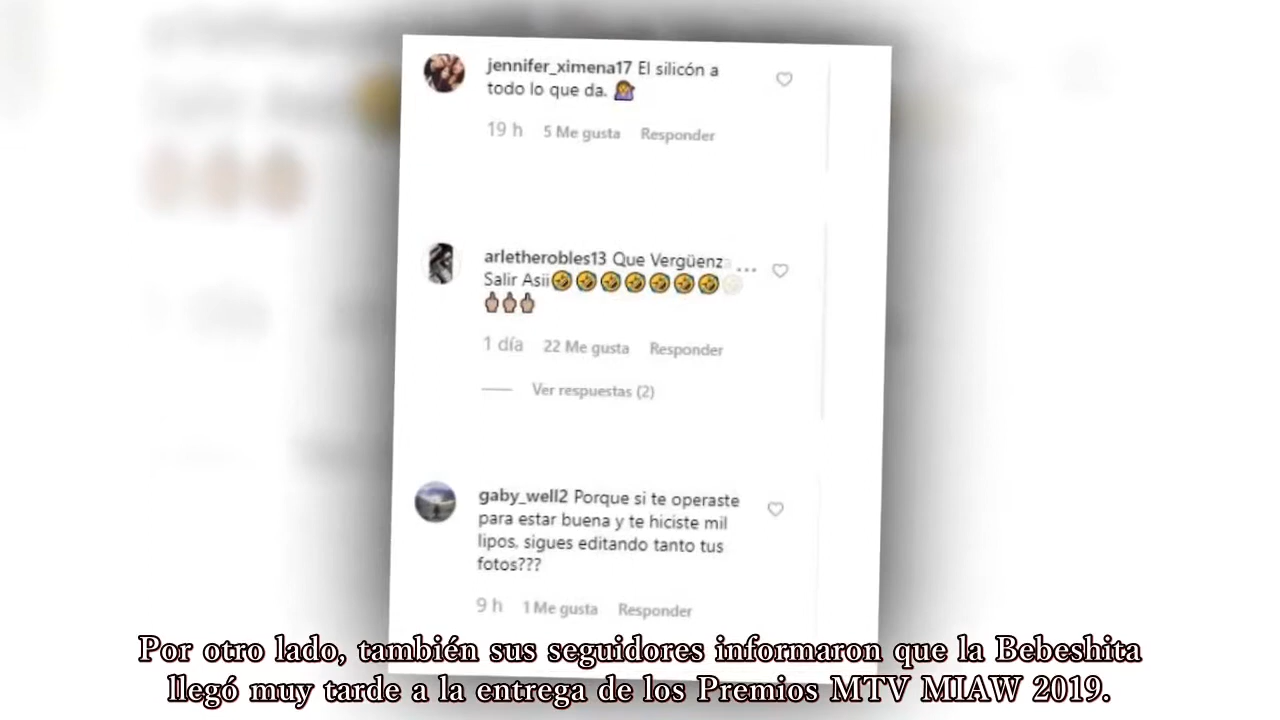 jennifer_ximena17 El silicón a
todo lo que da. 🤦‍♀️
19 h 5 Me gusta Responder
arletherobles13 Que Vergüenza ...
Salir Asii🤣🤣🤣🤣🤣🤣🤣🤣
🖕🏼🖕🏼🖕🏼
1 día 22 Me gusta Responder
Ver respuestas (2)
gaby_well2 Porque si te operaste
para estar buena y te hiciste mil
lipos, sigues editando tanto tus
fotos???
9 h 1 Me gusta Responder
Por otro lado, también sus seguidores informaron que la Bebeshita
llegó muy tarde a la entrega de los Premios MTV MIAW 2019.